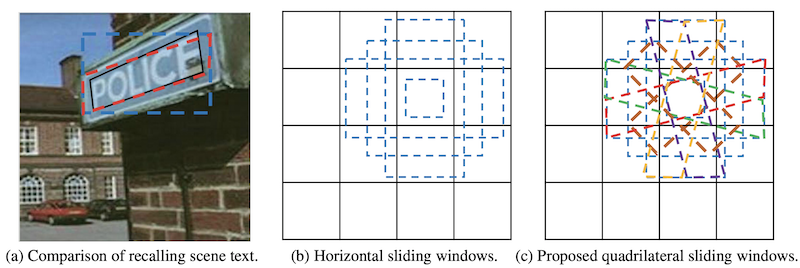 POLICE
(a) Comparison of recalling scene text.
(b) Horizontal sliding windows.
(c) Proposed quadrilateral sliding windows.